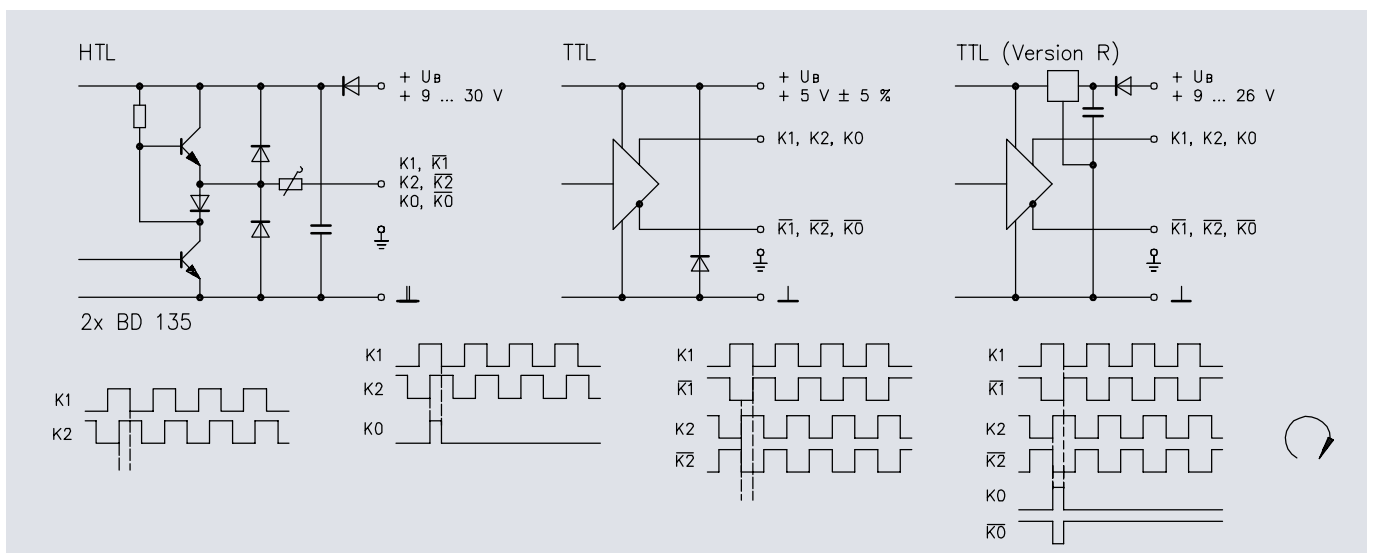 HTL
+ UB
+ 9 ... 30 V
K1, K̅1̅
K2, K̅2̅
K0, K̅0̅
2x BD 135
TTL
+ UB
+ 5 V ± 5 %
K1, K2, K0
K̅1̅, K̅2̅, K̅0̅
TTL (Version R)
+ UB
+ 9 ... 26 V
K1, K2, K0
K̅1̅, K̅2̅, K̅0̅
K1
K2
K1
K2
K0
K1
K̅1̅
K2
K̅2̅
K1
K̅1̅
K2
K̅2̅
K0
K̅0̅